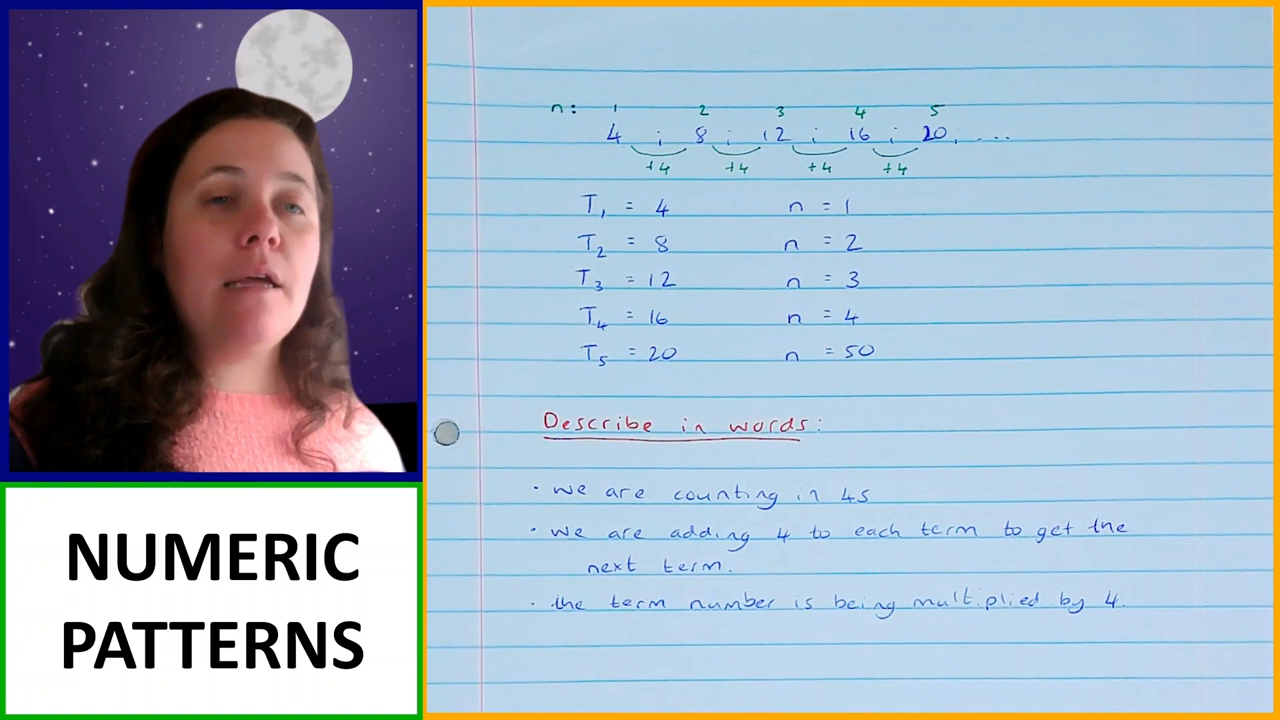 n: 1 2 3 4 5
4 ; 8 ; 12 ; 16 ; 20; ...
+4 +4 +4 +4
T₁ = 4 n = 1
T₂ = 8 n = 2
T₃ = 12 n = 3
T₄ = 16 n = 4
T₅ = 20 n = 50
Describe in words:
· we are counting in 4s
· we are adding 4 to each term to get the
next term.
· the term number is being multiplied by 4.
NUMERIC
PATTERNS